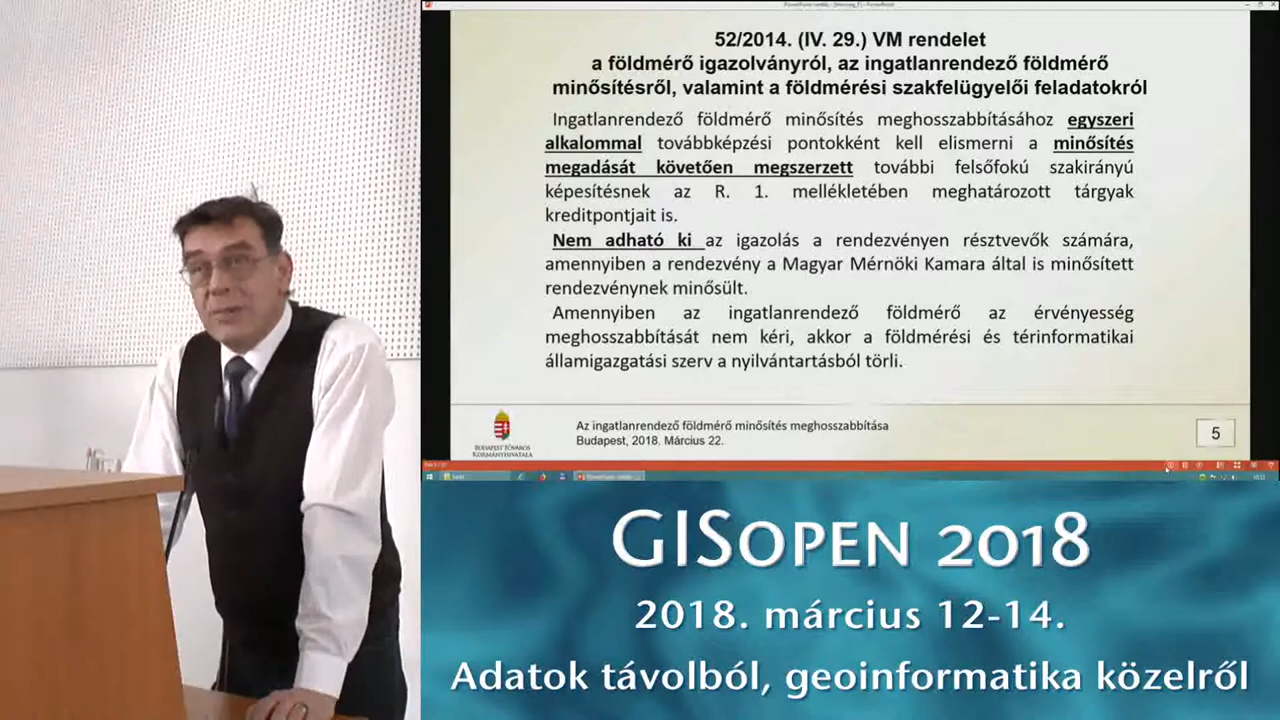 52/2014. (IV. 29.) VM rendelet
a földmérő igazolványról, az ingatlanrendező földmérő
minősítésről, valamint a földmérési szakfelügyelői feladatokról
Ingatlanrendező földmérő minősítés meghosszabbításához egyszeri
alkalommal továbbképzési pontokként kell elismerni a minősítés
megadását követően megszerzett további felsőfokú szakirányú
képesítésnek az R. 1. mellékletében meghatározott tárgyak
kreditpontjait is.
Nem adható ki az igazolás a rendezvényen résztvevők számára,
amennyiben a rendezvény a Magyar Mérnöki Kamara által is minősített
rendezvénynek minősült.
Amennyiben az ingatlanrendező földmérő az érvényesség
meghosszabbítását nem kéri, akkor a földmérési és térinformatikai
államigazgatási szerv a nyilvántartásból törli.
BUDAPEST FŐVÁROS
KORMÁNYHIVATALA
Az ingatlanrendező földmérő minősítés meghosszabbítása
Budapest, 2018. Március 22.
5
GISOPEN 2018
2018. március 12-14.
Adatok távolból, geoinformatika közelről